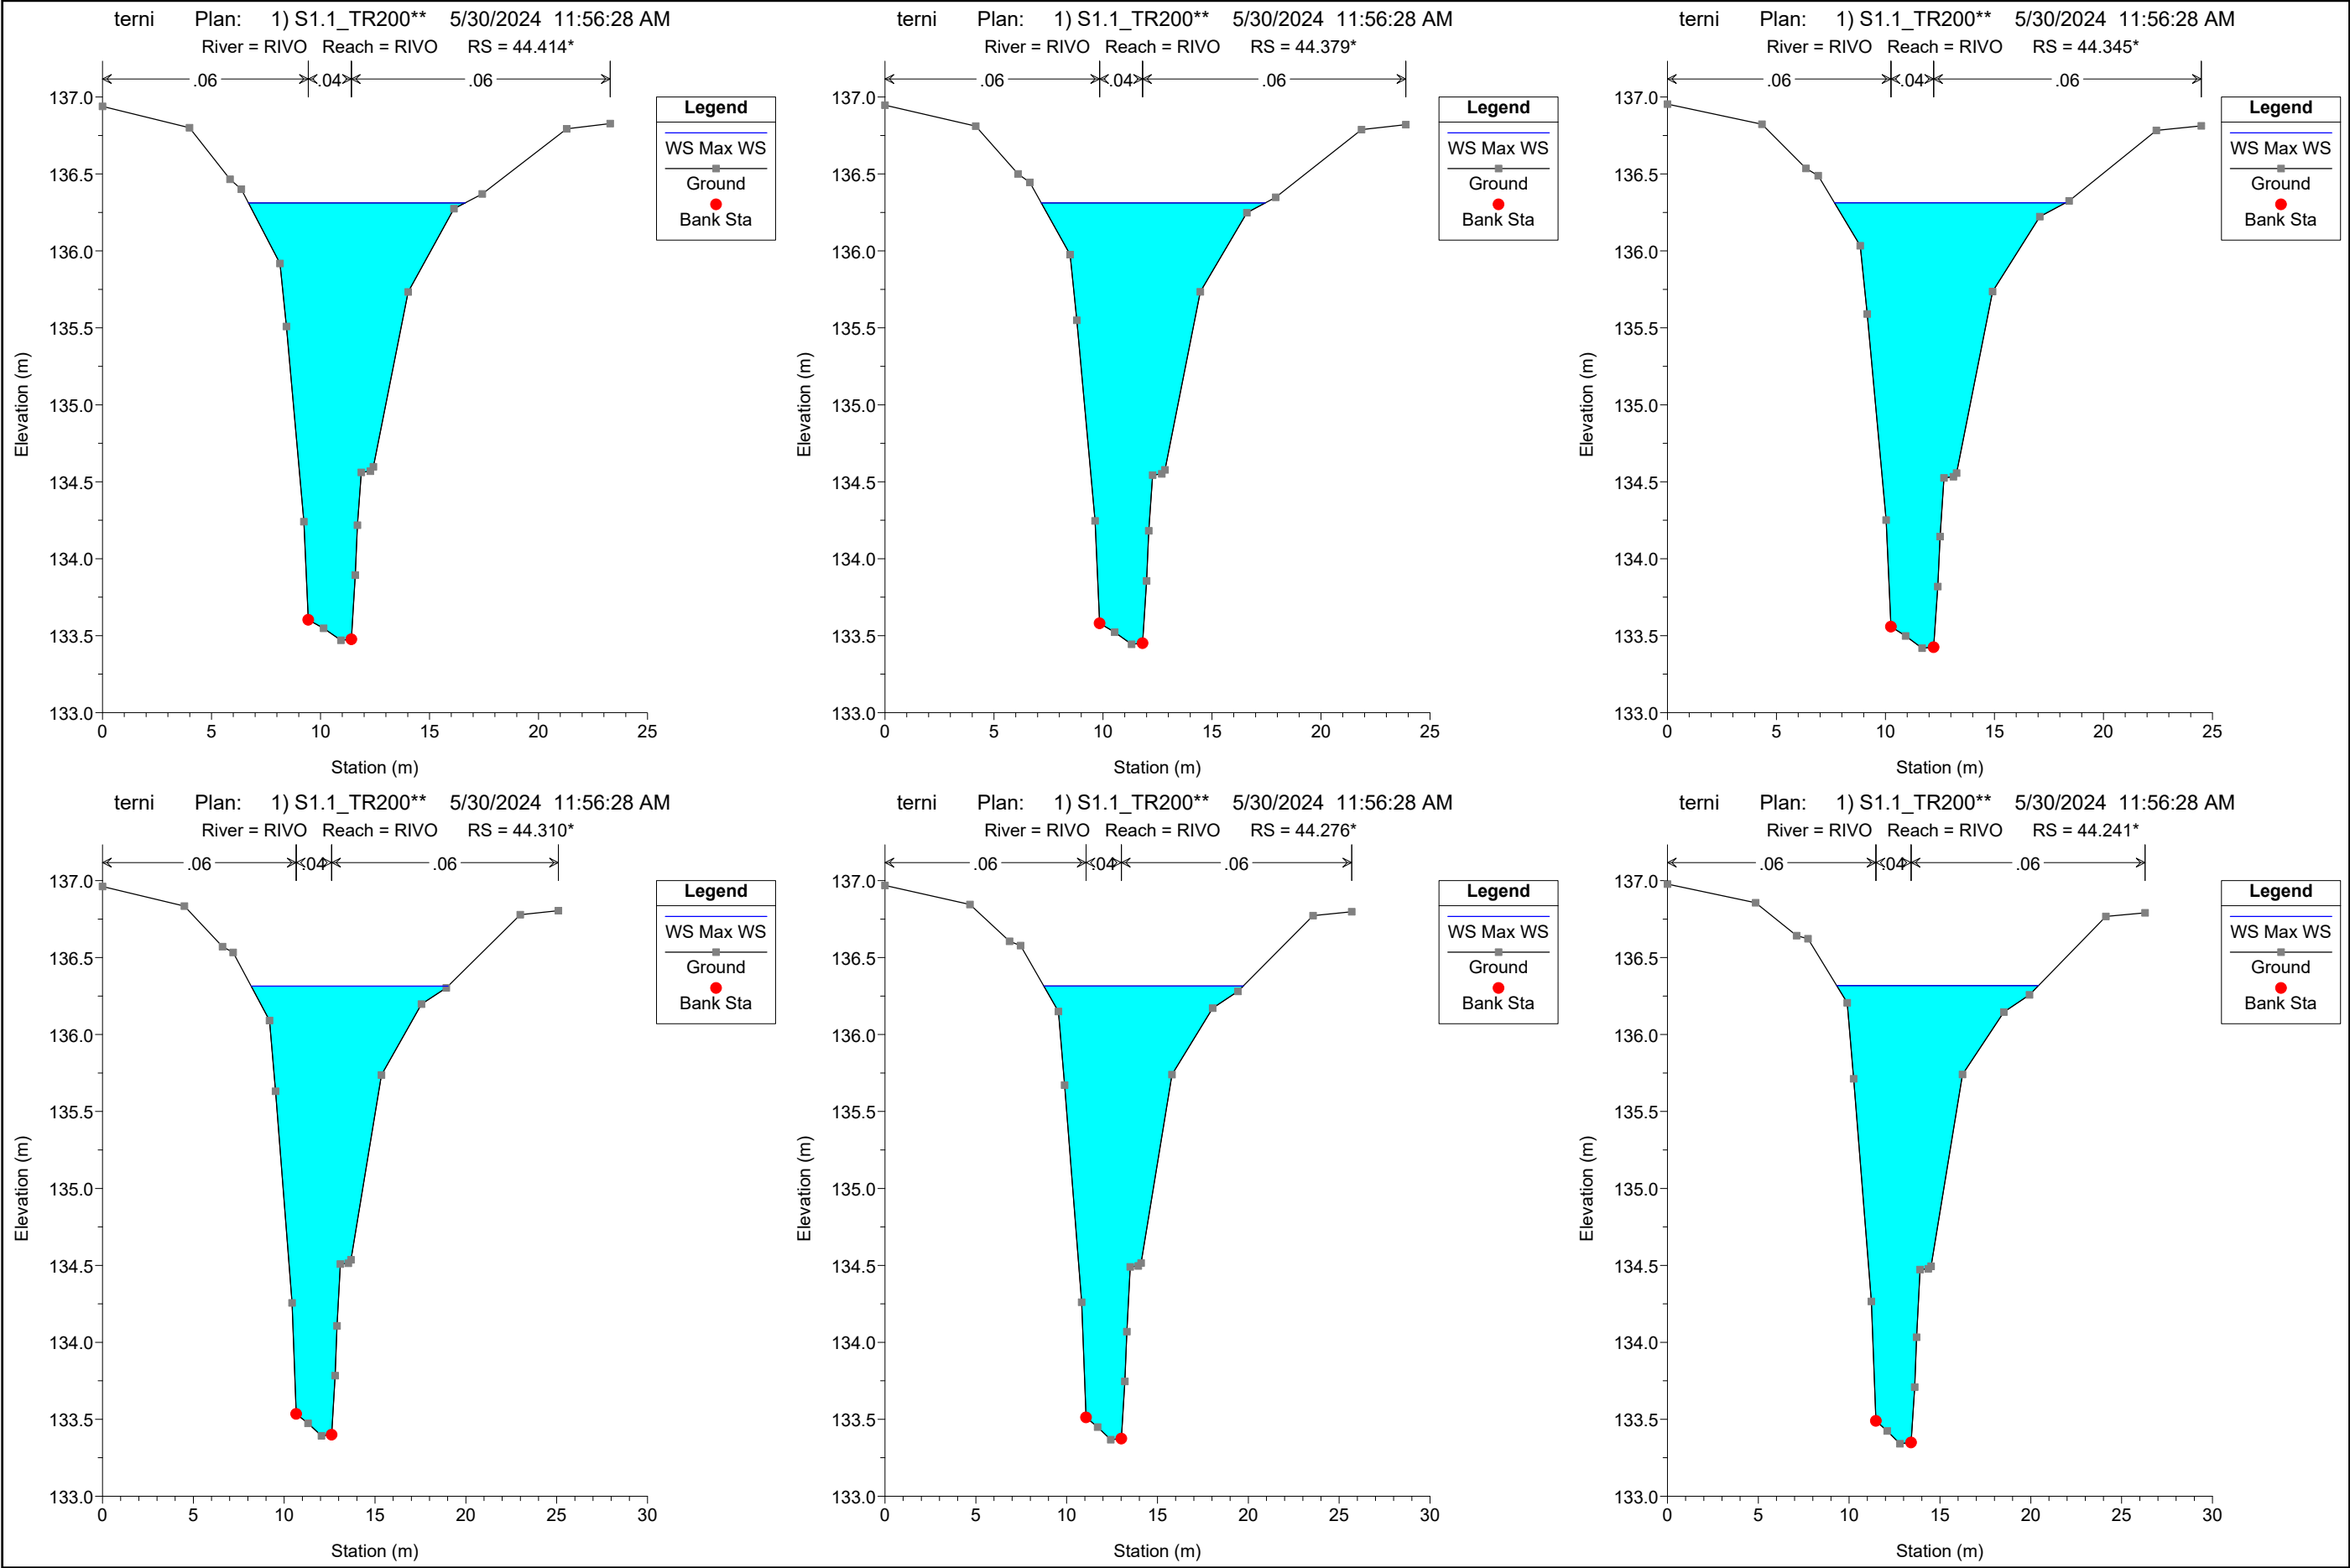 terni Plan: 1) S1.1_TR200** 5/30/2024 11:56:28 AM
River = RIVO Reach = RIVO RS = 44.414*
.06 .04 .06
137.0
136.5
136.0
135.5
135.0
134.5
134.0
133.5
133.0
Elevation (m)
0 5 10 15 20 25
Station (m)
Legend
WS Max WS
Ground
Bank Sta
terni Plan: 1) S1.1_TR200** 5/30/2024 11:56:28 AM
River = RIVO Reach = RIVO RS = 44.379*
.06 .04 .06
137.0
136.5
136.0
135.5
135.0
134.5
134.0
133.5
133.0
Elevation (m)
0 5 10 15 20 25
Station (m)
Legend
WS Max WS
Ground
Bank Sta
terni Plan: 1) S1.1_TR200** 5/30/2024 11:56:28 AM
River = RIVO Reach = RIVO RS = 44.345*
.06 .04 .06
137.0
136.5
136.0
135.5
135.0
134.5
134.0
133.5
133.0
Elevation (m)
0 5 10 15 20 25
Station (m)
Legend
WS Max WS
Ground
Bank Sta
terni Plan: 1) S1.1_TR200** 5/30/2024 11:56:28 AM
River = RIVO Reach = RIVO RS = 44.310*
.06 .04 .06
137.0
136.5
136.0
135.5
135.0
134.5
134.0
133.5
133.0
Elevation (m)
0 5 10 15 20 25 30
Station (m)
Legend
WS Max WS
Ground
Bank Sta
terni Plan: 1) S1.1_TR200** 5/30/2024 11:56:28 AM
River = RIVO Reach = RIVO RS = 44.276*
.06 .04 .06
137.0
136.5
136.0
135.5
135.0
134.5
134.0
133.5
133.0
Elevation (m)
0 5 10 15 20 25 30
Station (m)
Legend
WS Max WS
Ground
Bank Sta
terni Plan: 1) S1.1_TR200** 5/30/2024 11:56:28 AM
River = RIVO Reach = RIVO RS = 44.241*
.06 .04 .06
137.0
136.5
136.0
135.5
135.0
134.5
134.0
133.5
133.0
Elevation (m)
0 5 10 15 20 25 30
Station (m)
Legend
WS Max WS
Ground
Bank Sta